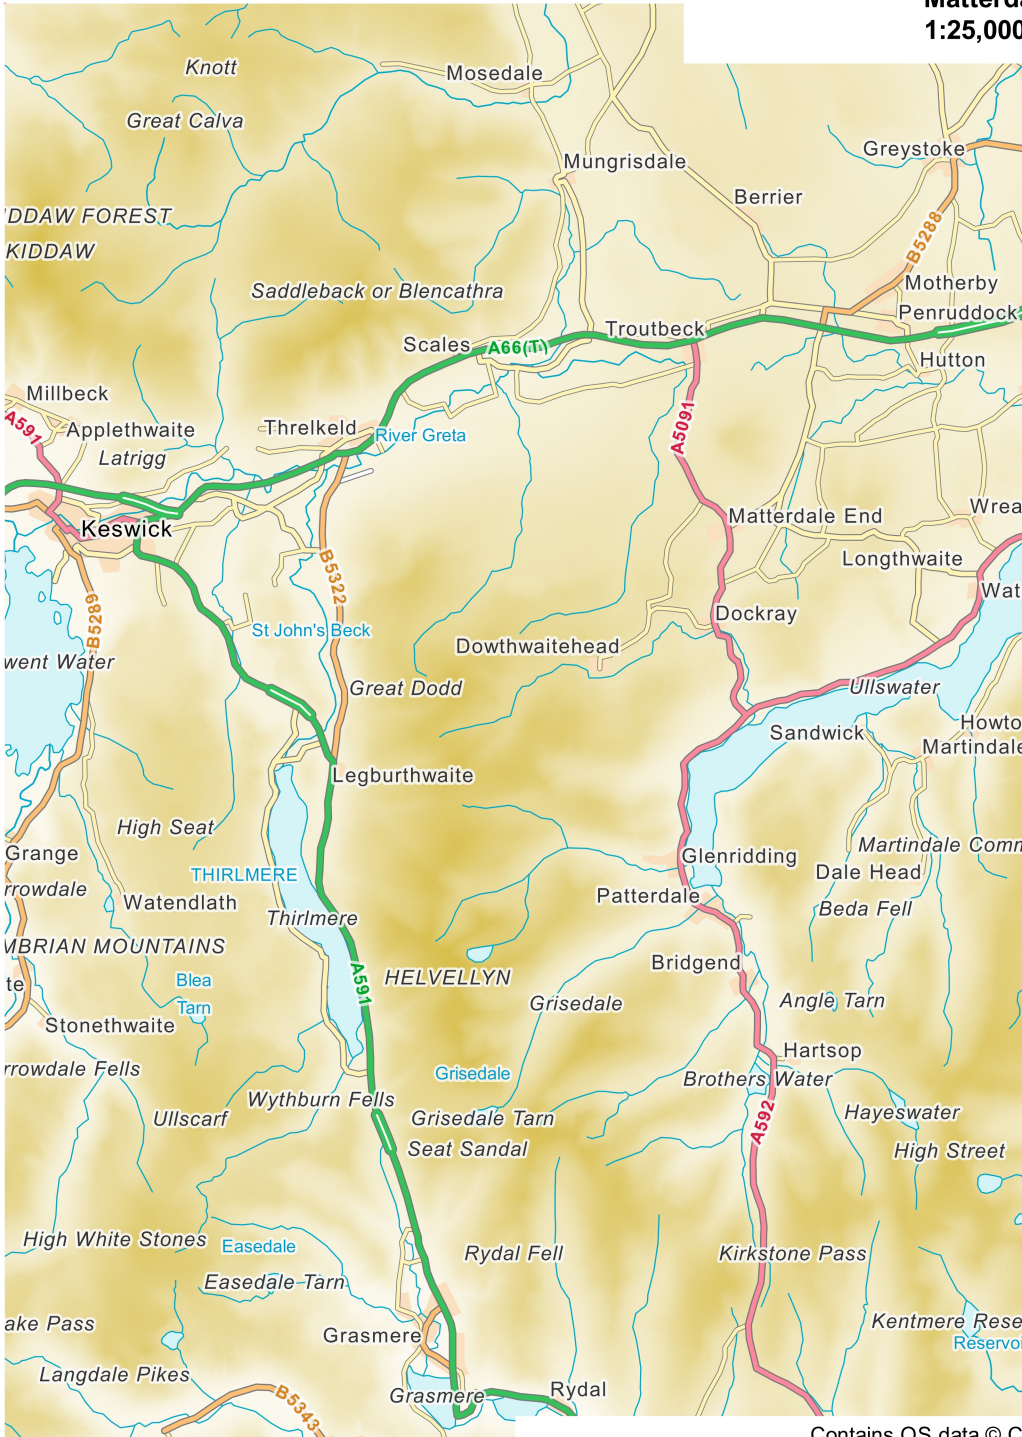 Matterda
1:25,000
Knott
Mosedale
Great Calva
Greystoke
Mungrisdale
Berrier
IDDAW FOREST
KIDDAW
B5288
Saddleback or Blencathra
Motherby
Penruddock
Troutbeck
Scales
A66(T)
Hutton
Millbeck
A591
Applethwaite
Threlkeld
River Greta
A5091
Latrigg
Keswick
Matterdale End
Wrea
Longthwaite
B5322
Wat
B5289
St John's Beck
Dockray
Dowthwaitehead
went Water
Great Dodd
Ullswater
Sandwick
Howto
Martindale
Legburthwaite
High Seat
Grange
Glenridding
Martindale Comm
THIRLMERE
Dale Head
rrowdale
Watendlath
Patterdale
Thirlmere
Beda Fell
MBRIAN MOUNTAINS
Bridgend
HELVELLYN
A591
te
Blea
Tarn
Grisedale
Angle Tarn
Stonethwaite
Hartsop
rrowdale Fells
Grisedale
Brothers Water
Wythburn Fells
Ullscarf
Grisedale Tarn
Hayeswater
A592
Seat Sandal
High Street
High White Stones
Easedale
Rydal Fell
Kirkstone Pass
Easedale Tarn
ake Pass
Grasmere
Kentmere Rese
Reservoi
Langdale Pikes
B5343
Grasmere
Rydal
Contains OS data © C